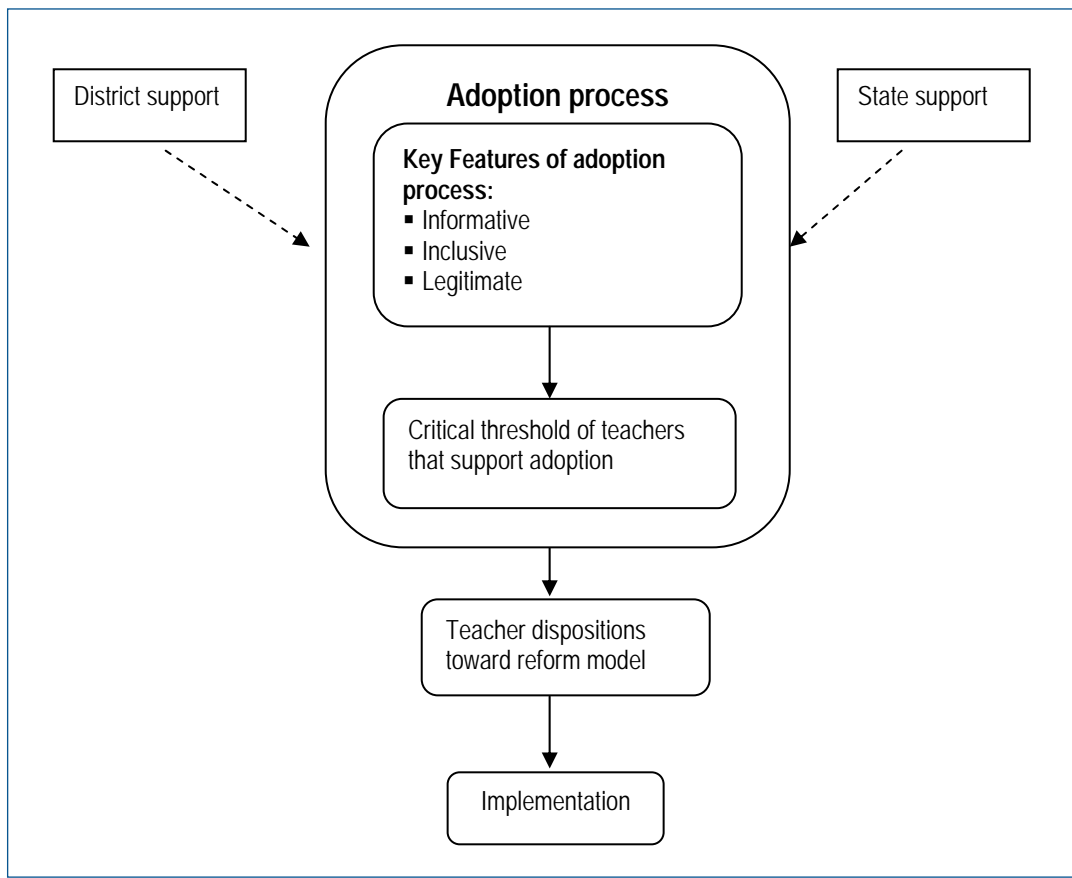 District support
Adoption process
State support
Key Features of adoption
process:
▪ Informative
▪ Inclusive
▪ Legitimate
Critical threshold of teachers
that support adoption
Teacher dispositions
toward reform model
Implementation